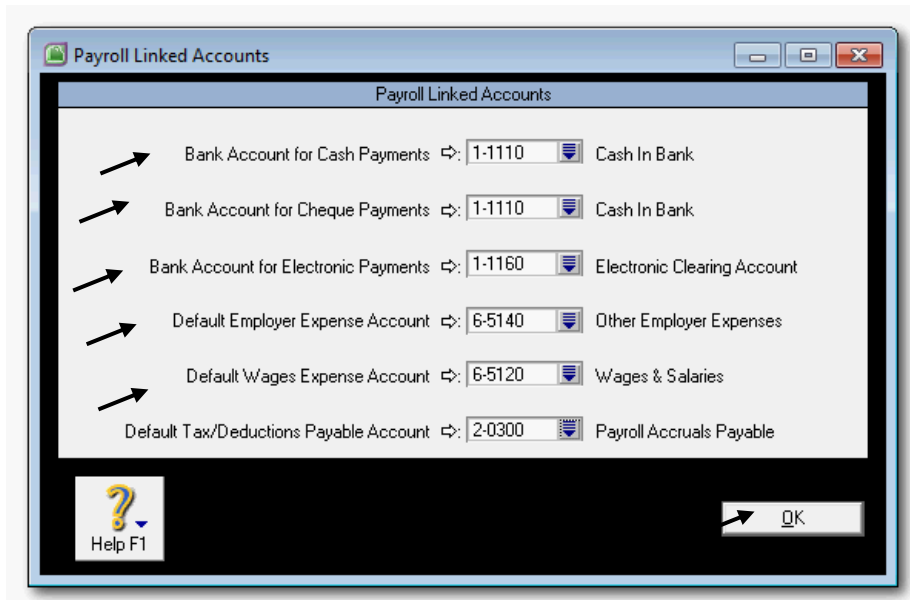 Payroll Linked Accounts
Payroll Linked Accounts
Bank Account for Cash Payments ⇨: 1-1110 Cash In Bank
Bank Account for Cheque Payments ⇨: 1-1110 Cash In Bank
Bank Account for Electronic Payments ⇨: 1-1160 Electronic Clearing Account
Default Employer Expense Account ⇨: 6-5140 Other Employer Expenses
Default Wages Expense Account ⇨: 6-5120 Wages & Salaries
Default Tax/Deductions Payable Account ⇨: 2-0300 Payroll Accruals Payable
OK
Help F1